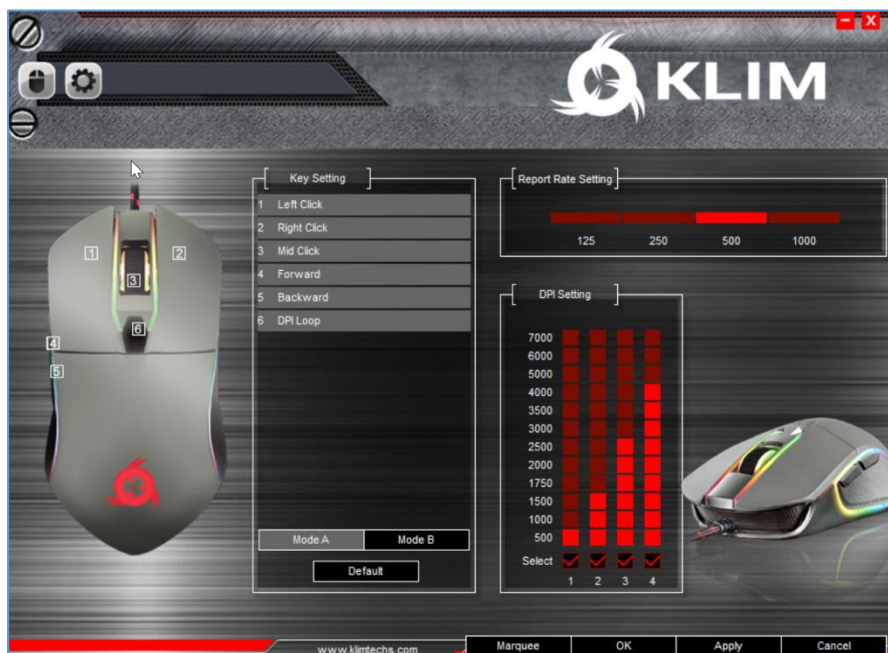 KLIM
Key Setting
1 Left Click
2 Right Click
3 Mid Click
4 Forward
5 Backward
6 DPI Loop
Mode A Mode B
Default
1
2
3
4
5
6
Report Rate Setting
125 250 500 1000
DPI Setting
7000
6000
5000
4000
3500
3000
2500
2000
1750
1500
1000
500
Select
1 2 3 4
www.klimtechs.com
Marquee OK Apply Cancel